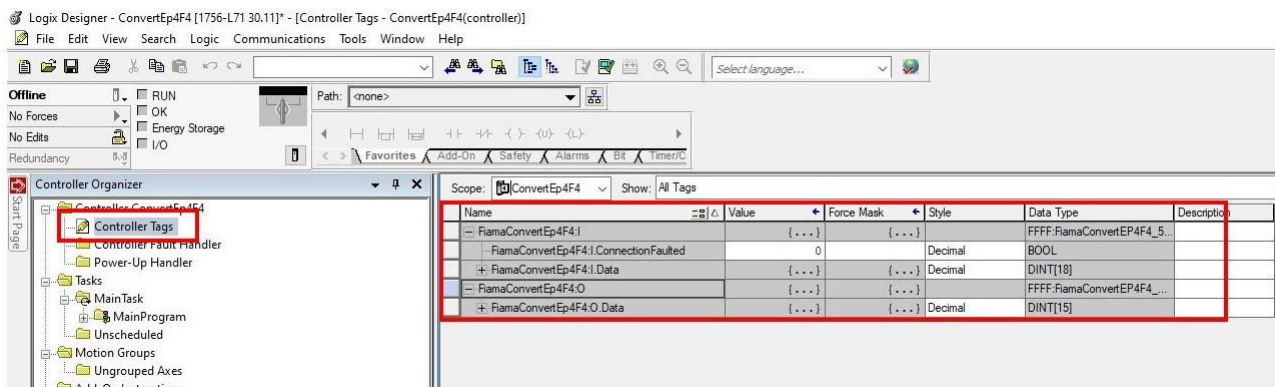 Logix Designer - ConvertEp4F4 [1756-L71 30.11]* - [Controller Tags - ConvertEp4F4(controller)]
File Edit View Search Logic Communications Tools Window Help
Select language...
Offline
RUN
Path: <none>
No Forces
OK
No Edits
Energy Storage
Redundancy
I/O
Favorites Add-On Safety Alarms Bit Timer/C
Start Page
Controller Organizer
Controller ConvertEp4F4
Controller Tags
Controller Fault Handler
Power-Up Handler
Tasks
MainTask
MainProgram
Unscheduled
Motion Groups
Ungrouped Axes
Scope: ConvertEp4F4 Show: All Tags
Name Value Force Mask Style Data Type Description
FiamaConvertEp4F4:I {...} {...} FFFF:FiamaConvertEP4F4_5...
FiamaConvertEp4F4:I.ConnectionFaulted 0 Decimal BOOL
FiamaConvertEp4F4:I.Data {...} {...} Decimal DINT[18]
FiamaConvertEp4F4:O {...} {...} FFFF:FiamaConvertEP4F4_...
FiamaConvertEp4F4:O.Data {...} {...} Decimal DINT[15]